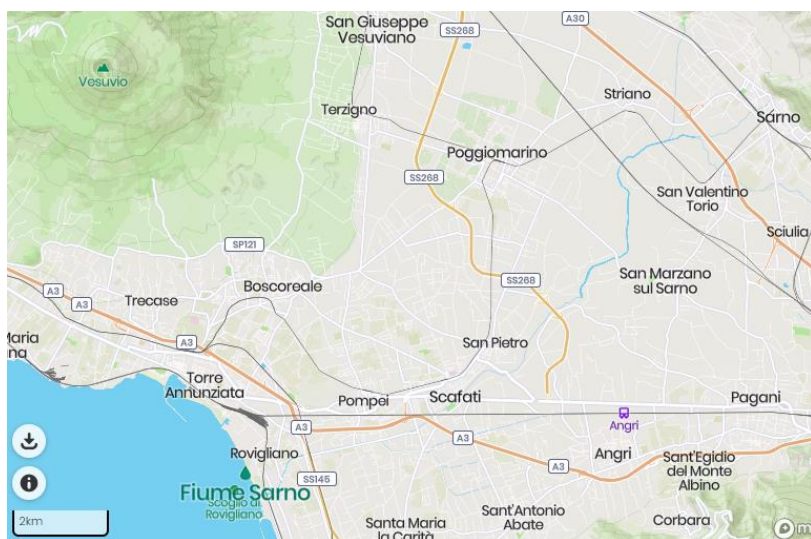 San Giuseppe
Vesuviano
SS268
A30
Vesuvio
Striano
Terzigno
Sarno
Poggiomarino
SS268
San Valentino
Torio
Sciulia
SP121
San Marzano
sul Sarno
SS268
A3
A3
Trecase
Boscoreale
Maria
na
A3
San Pietro
Torre
Annunziata
Pompei
Scafati
Pagani
A3
Angri
A3
Rovigliano
Angri
Sant'Egidio
del Monte
Albino
A3
SS145
Fiume Sarno
Scoglio di
Rovigliano
2km
Santa Maria
la Carità
Sant'Antonio
Abate
Corbara
m